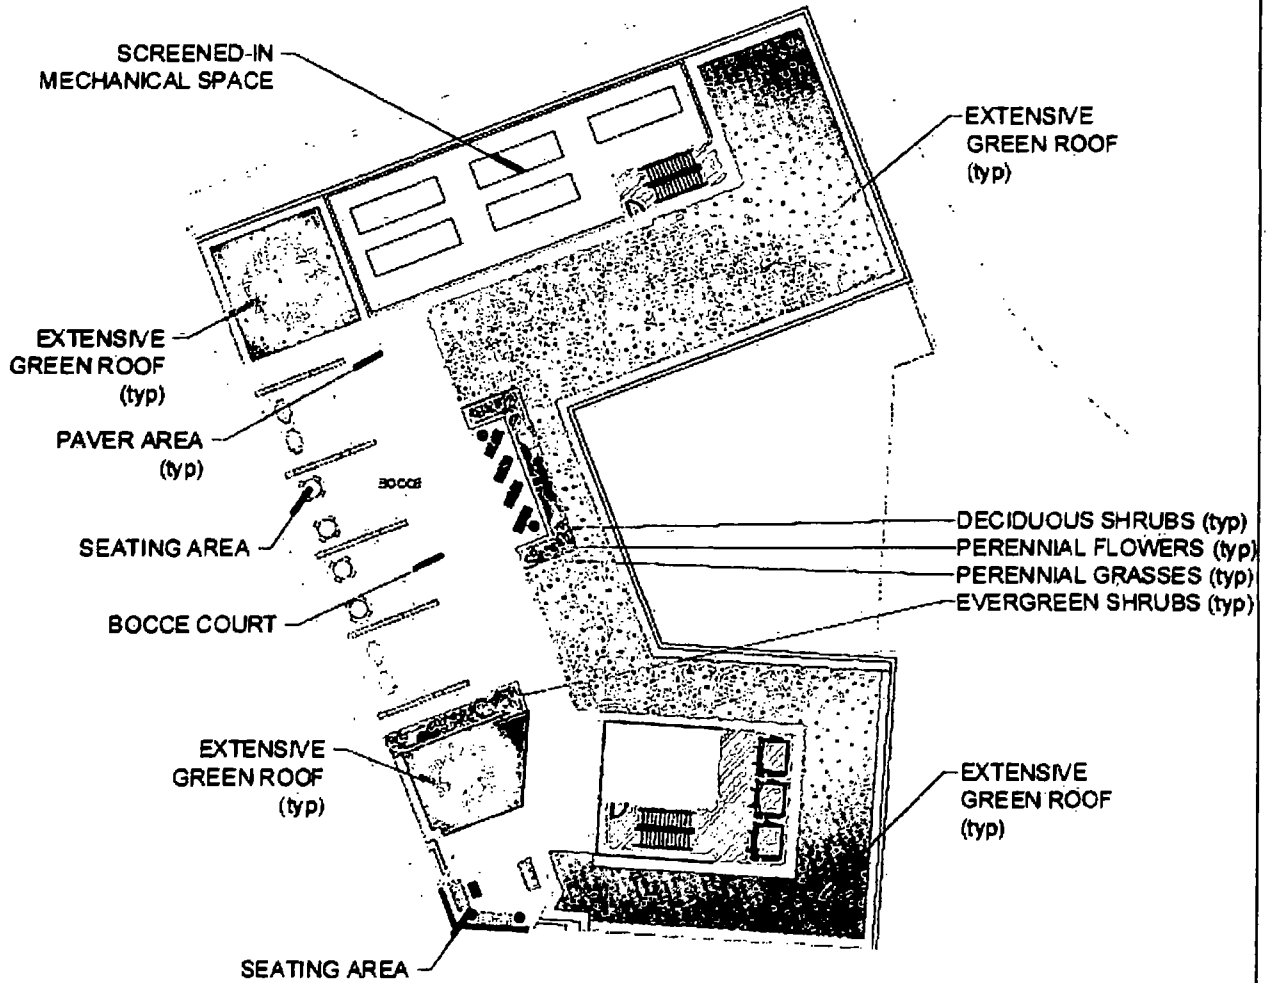 SCREENED-IN
MECHANICAL SPACE
EXTENSIVE
GREEN ROOF
(typ)
EXTENSIVE
GREEN ROOF
(typ)
PAVER AREA
(typ)
BOCCE
SEATING AREA
DECIDUOUS SHRUBS (typ)
PERENNIAL FLOWERS (typ)
PERENNIAL GRASSES (typ)
EVERGREEN SHRUBS (typ)
BOCCE COURT
EXTENSIVE
GREEN ROOF
(typ)
EXTENSIVE
GREEN ROOF
(typ)
SEATING AREA